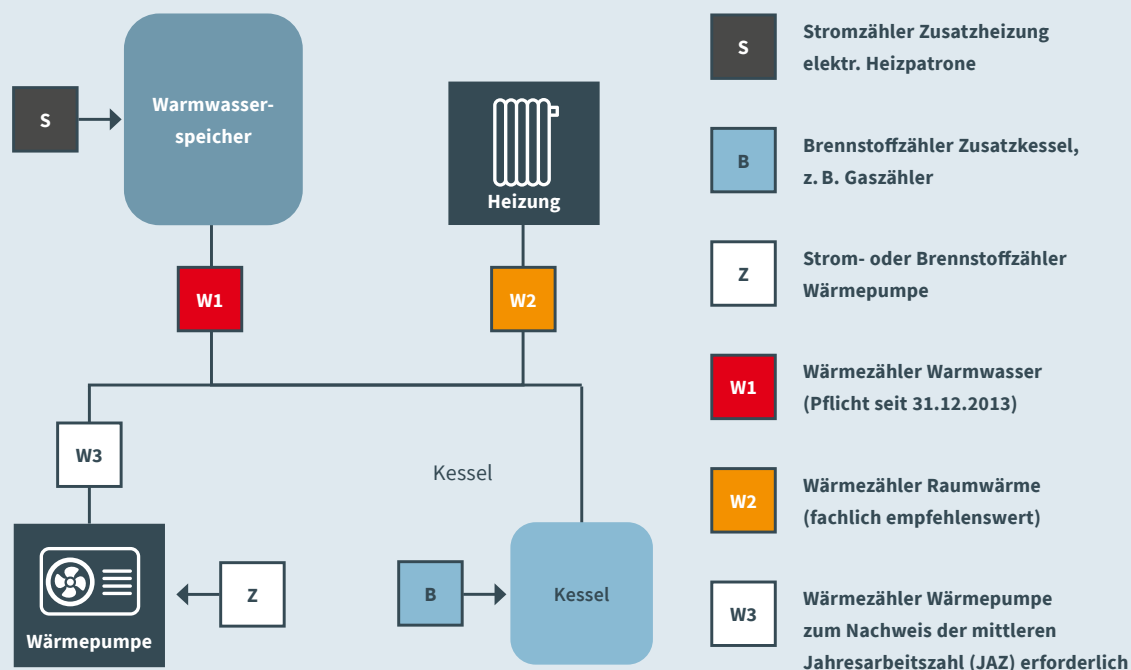 S
Warmwasser-
speicher
Heizung
W1
W2
W3
Kessel
Wärmepumpe
Z
B
Kessel
S
Stromzähler Zusatzheizung
elektr. Heizpatrone
B
Brennstoffzähler Zusatzkessel,
z. B. Gaszähler
Z
Strom- oder Brennstoffzähler
Wärmepumpe
W1
Wärmezähler Warmwasser
(Pflicht seit 31.12.2013)
W2
Wärmezähler Raumwärme
(fachlich empfehlenswert)
W3
Wärmezähler Wärmepumpe
zum Nachweis der mittleren
Jahresarbeitszahl (JAZ) erforderlich